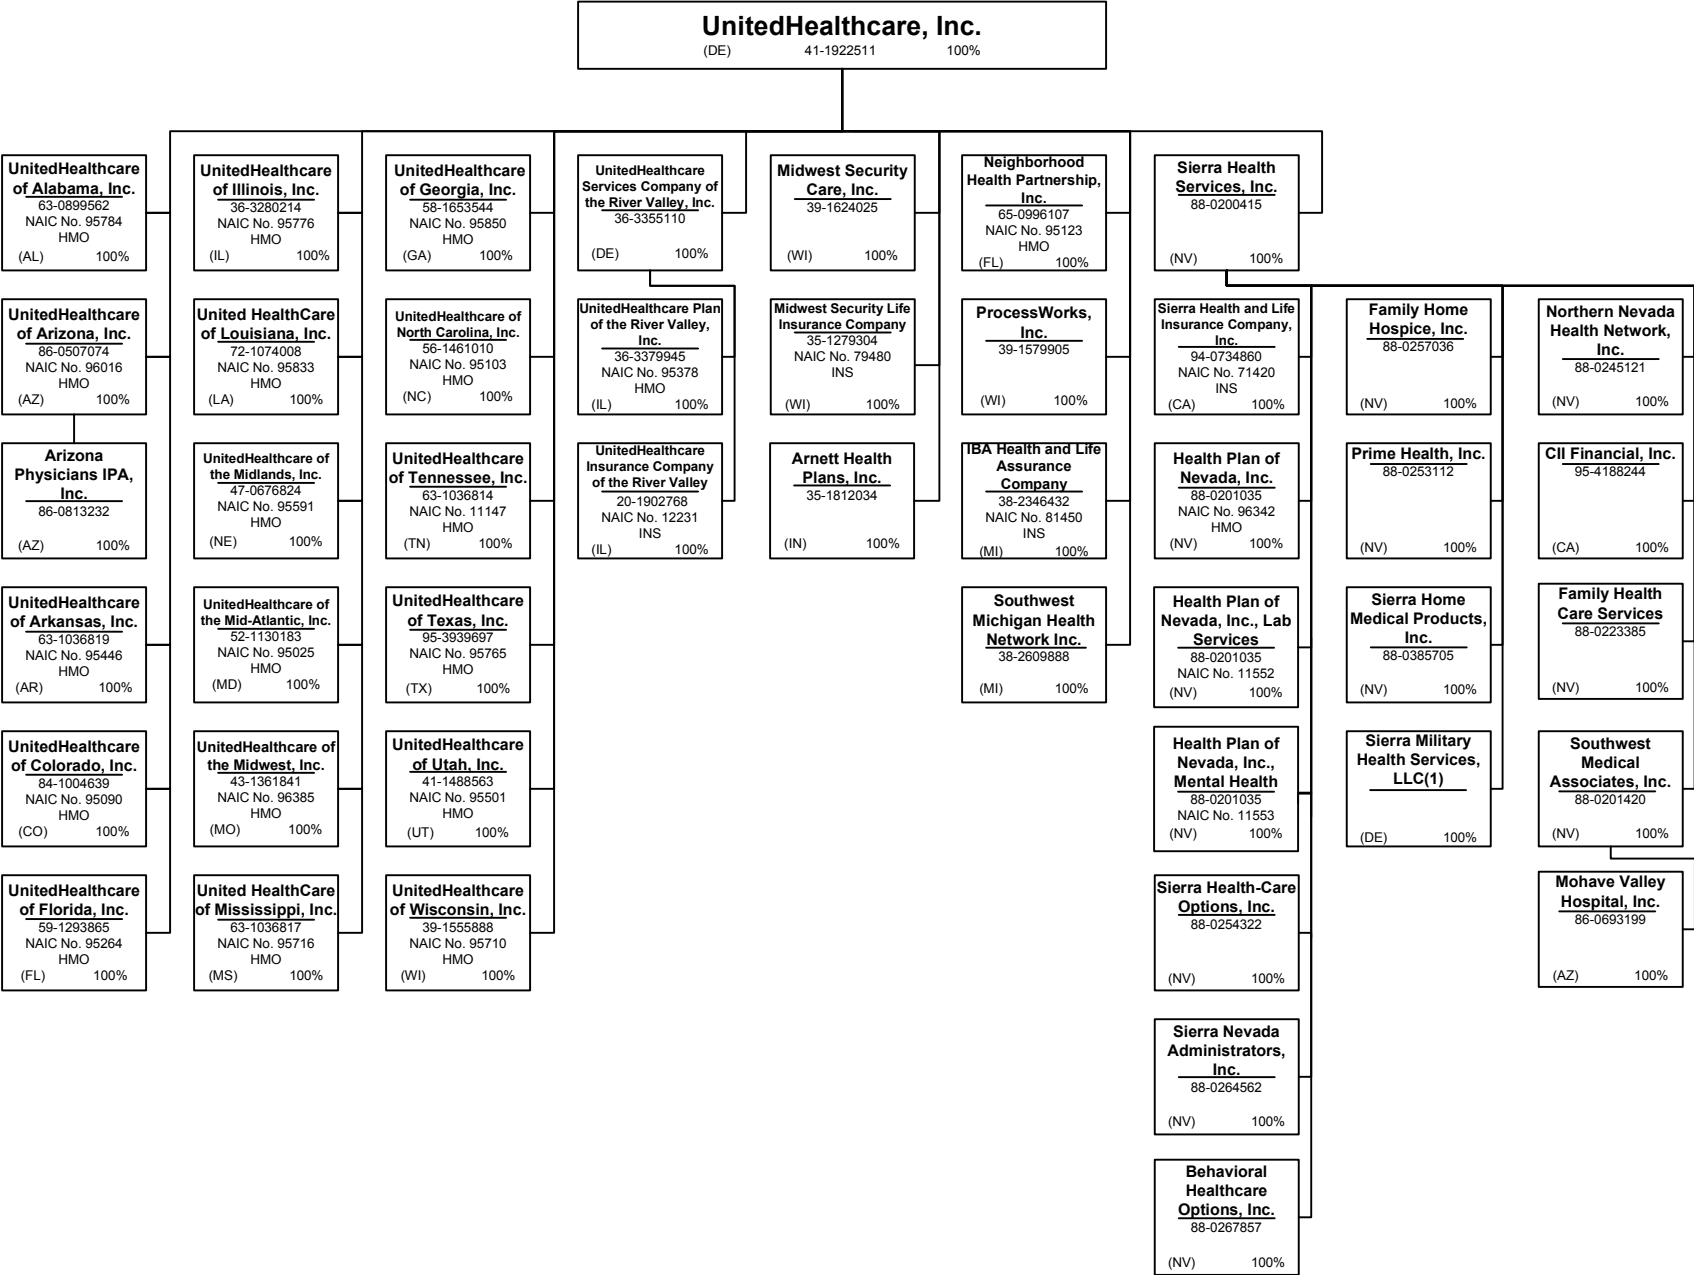 UnitedHealthcare, Inc.
(DE) 41-1922511 100%
UnitedHealthcare
of Alabama, Inc.
63-0899562
NAIC No. 95784
HMO
(AL) 100%
UnitedHealthcare
of Arizona, Inc.
86-0507074
NAIC No. 96016
HMO
(AZ) 100%
Arizona
Physicians IPA,
Inc.
86-0813232
(AZ) 100%
UnitedHealthcare
of Arkansas, Inc.
63-1036819
NAIC No. 95446
HMO
(AR) 100%
UnitedHealthcare
of Colorado, Inc.
84-1004639
NAIC No. 95090
HMO
(CO) 100%
UnitedHealthcare
of Florida, Inc.
59-1293865
NAIC No. 95264
HMO
(FL) 100%
UnitedHealthcare
of Illinois, Inc.
36-3280214
NAIC No. 95776
HMO
(IL) 100%
United HealthCare
of Louisiana, Inc.
72-1074008
NAIC No. 95833
HMO
(LA) 100%
UnitedHealthcare of
the Midlands, Inc.
47-0676824
NAIC No. 95591
HMO
(NE) 100%
UnitedHealthcare of
the Mid-Atlantic, Inc.
52-1130183
NAIC No. 95025
HMO
(MD) 100%
UnitedHealthcare of
the Midwest, Inc.
43-1361841
NAIC No. 96385
HMO
(MO) 100%
United HealthCare
of Mississippi, Inc.
63-1036817
NAIC No. 95716
HMO
(MS) 100%
UnitedHealthcare
of Georgia, Inc.
58-1653544
NAIC No. 95850
HMO
(GA) 100%
UnitedHealthcare of
North Carolina, Inc.
56-1461010
NAIC No. 95103
HMO
(NC) 100%
UnitedHealthcare
of Tennessee, Inc.
63-1036814
NAIC No. 11147
HMO
(TN) 100%
UnitedHealthcare
of Texas, Inc.
95-3939697
NAIC No. 95765
HMO
(TX) 100%
UnitedHealthcare
of Utah, Inc.
41-1488563
NAIC No. 95501
HMO
(UT) 100%
UnitedHealthcare
of Wisconsin, Inc.
39-1555888
NAIC No. 95710
HMO
(WI) 100%
UnitedHealthcare
Services Company of
the River Valley, Inc.
36-3355110
(DE) 100%
UnitedHealthcare Plan
of the River Valley,
Inc.
36-3379945
NAIC No. 95378
HMO
(IL) 100%
UnitedHealthcare
Insurance Company
of the River Valley
20-1902768
NAIC No. 12231
INS
(IL) 100%
Midwest Security
Care, Inc.
39-1624025
(WI) 100%
Midwest Security Life
Insurance Company
35-1279304
NAIC No. 79480
INS
(WI) 100%
Arnett Health
Plans, Inc.
35-1812034
(IN) 100%
Neighborhood
Health Partnership,
Inc.
65-0996107
NAIC No. 95123
HMO
(FL) 100%
ProcessWorks,
Inc.
39-1579905
(WI) 100%
IBA Health and Life
Assurance
Company
38-2346432
NAIC No. 81450
INS
(MI) 100%
Southwest
Michigan Health
Network Inc.
38-2609888
(MI) 100%
Sierra Health
Services, Inc.
88-0200415
(NV) 100%
Sierra Health and Life
Insurance Company,
Inc.
94-0734860
NAIC No. 71420
INS
(CA) 100%
Health Plan of
Nevada, Inc.
88-0201035
NAIC No. 96342
HMO
(NV) 100%
Health Plan of
Nevada, Inc., Lab
Services
88-0201035
NAIC No. 11552
(NV) 100%
Health Plan of
Nevada, Inc.,
Mental Health
88-0201035
NAIC No. 11553
(NV) 100%
Sierra Health-Care
Options, Inc.
88-0254322
(NV) 100%
Sierra Nevada
Administrators,
Inc.
88-0264562
(NV) 100%
Behavioral
Healthcare
Options, Inc.
88-0267857
(NV) 100%
Family Home
Hospice, Inc.
88-0257036
(NV) 100%
Prime Health, Inc.
88-0253112
(NV) 100%
Sierra Home
Medical Products,
Inc.
88-0385705
(NV) 100%
Sierra Military
Health Services,
LLC(1)
(DE) 100%
Northern Nevada
Health Network,
Inc.
88-0245121
(NV) 100%
CII Financial, Inc.
95-4188244
(CA) 100%
Family Health
Care Services
88-0223385
(NV) 100%
Southwest
Medical
Associates, Inc.
88-0201420
(NV) 100%
Mohave Valley
Hospital, Inc.
86-0693199
(AZ) 100%